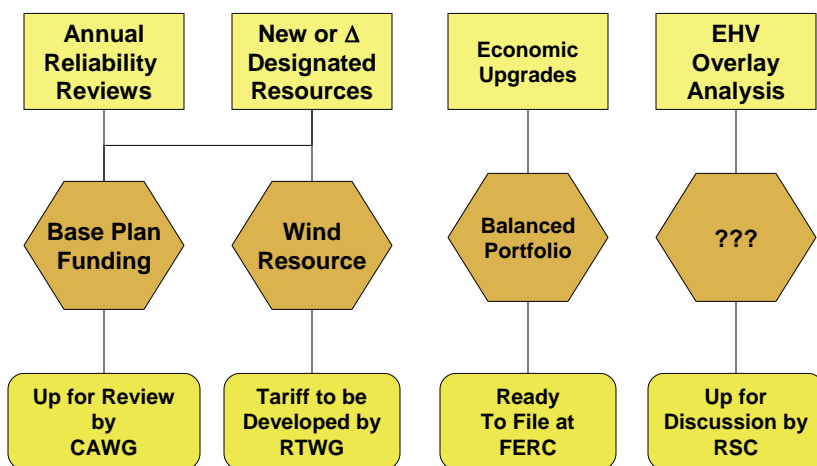 Annual
Reliability
Reviews
New or Δ
Designated
Resources
Economic
Upgrades
EHV
Overlay
Analysis
Base Plan
Funding
Wind
Resource
Balanced
Portfolio
???
Up for Review
by
CAWG
Tariff to be
Developed by
RTWG
Ready
To File at
FERC
Up for
Discussion by
RSC